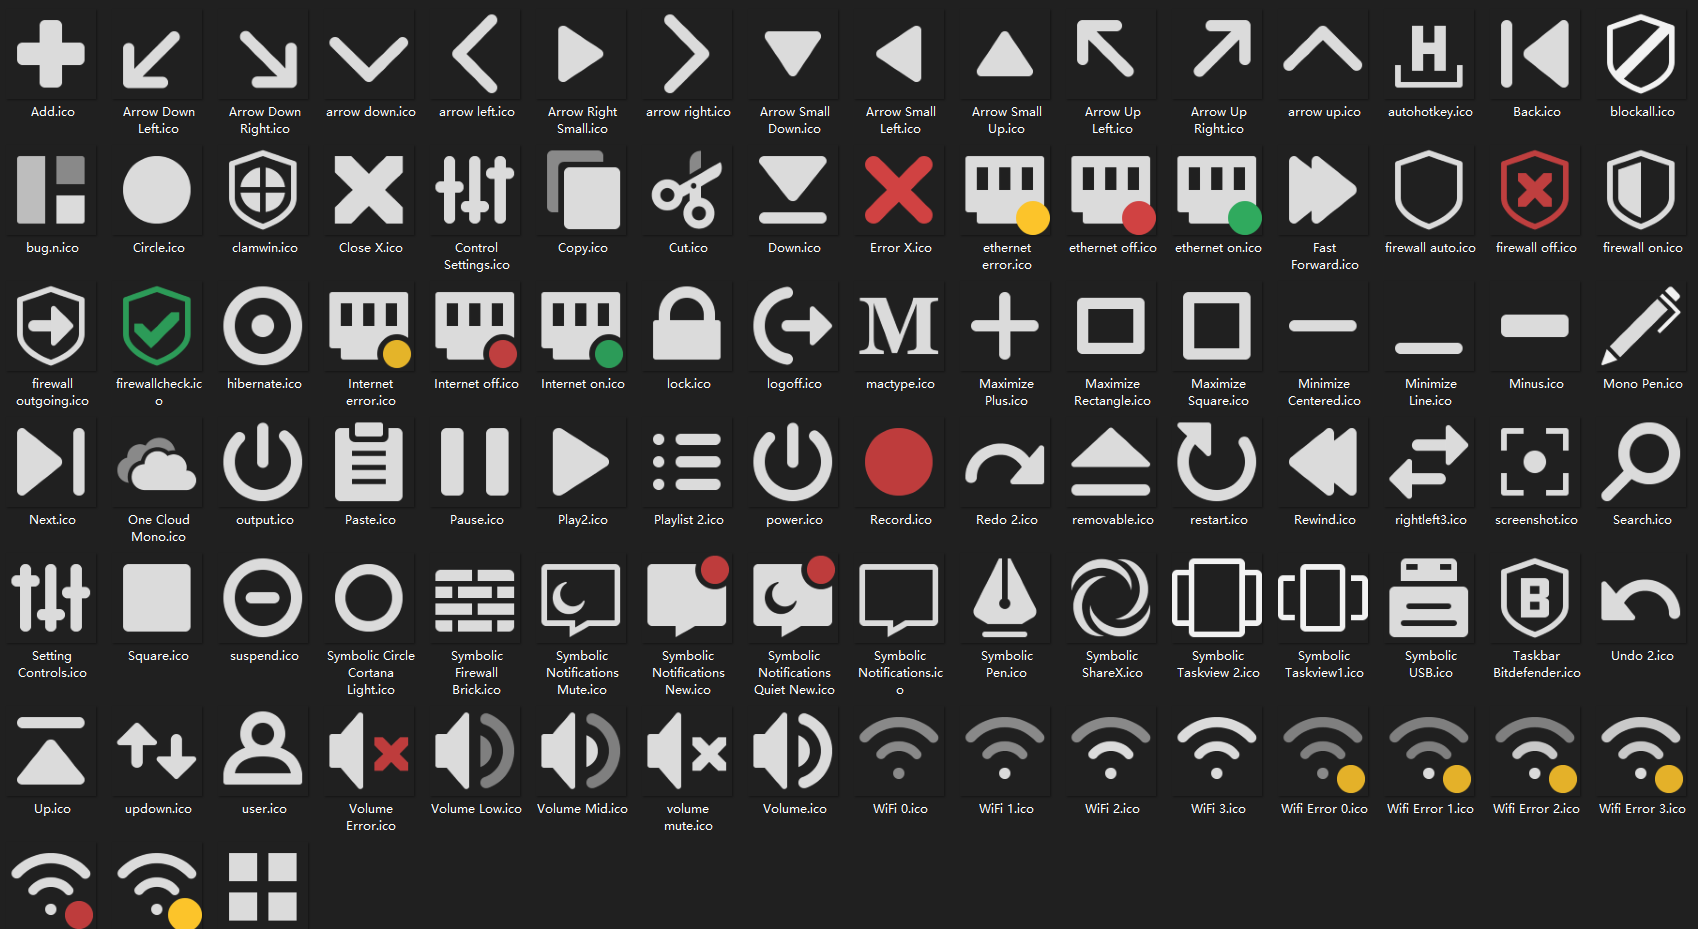 Add.ico
Arrow Down
Left.ico
Arrow Down
Right.ico
arrow down.ico
arrow left.ico
Arrow Right
Small.ico
arrow right.ico
Arrow Small
Down.ico
Arrow Small
Left.ico
Arrow Small
Up.ico
Arrow Up
Left.ico
Arrow Up
Right.ico
arrow up.ico
H
autohotkey.ico
Back.ico
blockall.ico
bug.n.ico
Circle.ico
clamwin.ico
Close X.ico
Control
Settings.ico
Copy.ico
Cut.ico
Down.ico
Error X.ico
ethernet
error.ico
ethernet off.ico
ethernet on.ico
Fast
Forward.ico
firewall auto.ico
firewall off.ico
firewall on.ico
firewall
outgoing.ico
firewallcheck.ic
o
hibernate.ico
Internet
error.ico
Internet off.ico
Internet on.ico
lock.ico
logoff.ico
M
mactype.ico
Maximize
Plus.ico
Maximize
Rectangle.ico
Maximize
Square.ico
Minimize
Centered.ico
Minimize
Line.ico
Minus.ico
Mono Pen.ico
Next.ico
One Cloud
Mono.ico
output.ico
Paste.ico
Pause.ico
Play2.ico
Playlist 2.ico
power.ico
Record.ico
Redo 2.ico
removable.ico
restart.ico
Rewind.ico
rightleft3.ico
screenshot.ico
Search.ico
Setting
Controls.ico
Square.ico
suspend.ico
Symbolic Circle
Cortana
Light.ico
Symbolic
Firewall
Brick.ico
Symbolic
Notifications
Mute.ico
Symbolic
Notifications
New.ico
Symbolic
Notifications
Quiet New.ico
Symbolic
Notifications.ic
o
Symbolic
Pen.ico
Symbolic
ShareX.ico
Symbolic
Taskview 2.ico
Symbolic
Taskview1.ico
Symbolic
USB.ico
B
Taskbar
Bitdefender.ico
Undo 2.ico
Up.ico
updown.ico
user.ico
Volume
Error.ico
Volume Low.ico
Volume Mid.ico
volume
mute.ico
Volume.ico
WiFi 0.ico
WiFi 1.ico
WiFi 2.ico
WiFi 3.ico
Wifi Error 0.ico
Wifi Error 1.ico
Wifi Error 2.ico
Wifi Error 3.ico